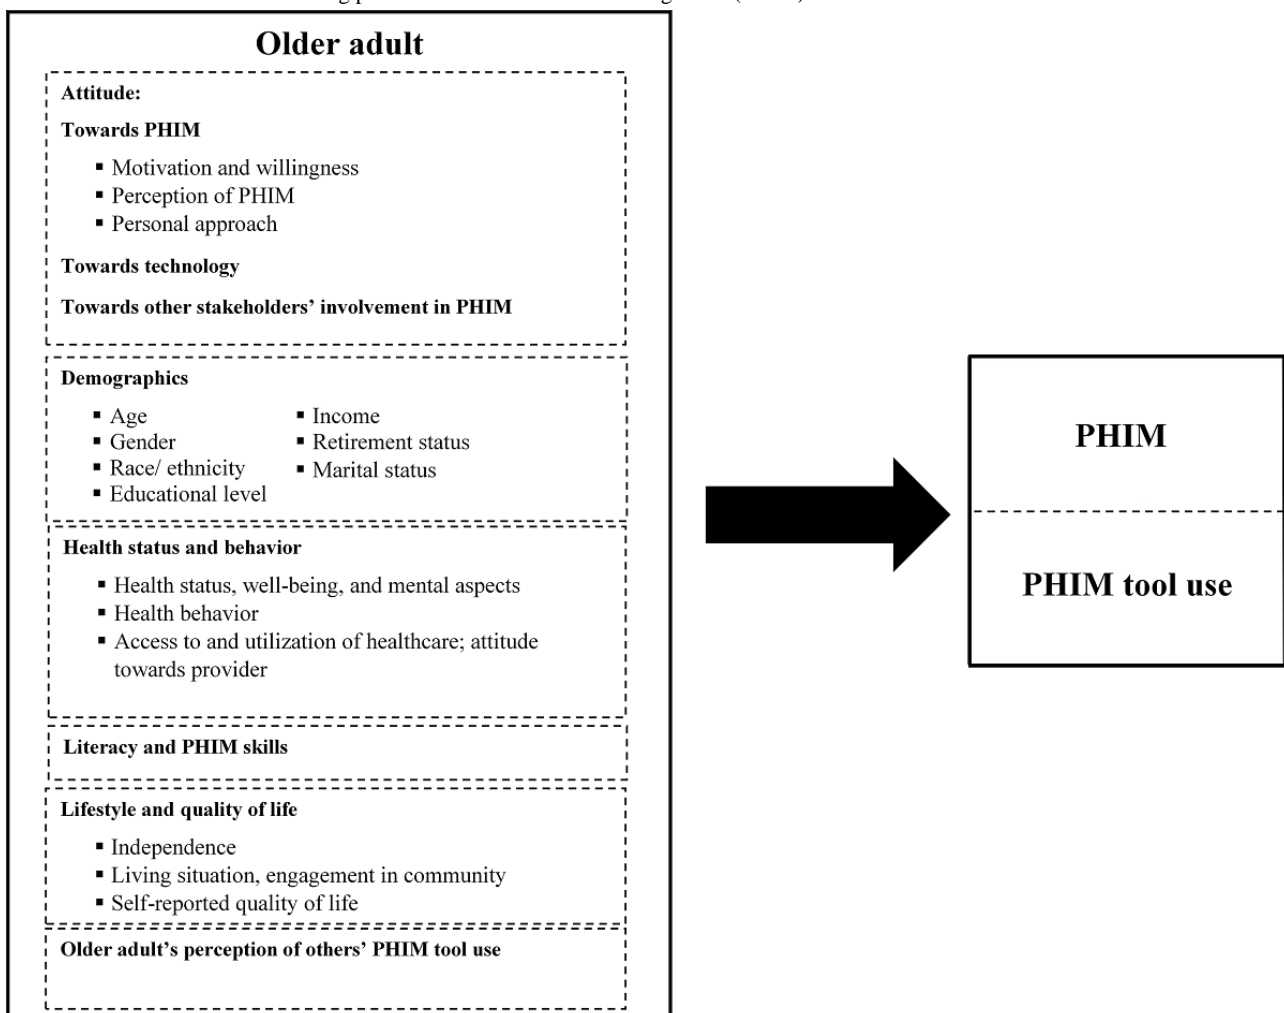 Older adult
Attitude:
Towards PHIM
▪ Motivation and willingness
▪ Perception of PHIM
▪ Personal approach
Towards technology
Towards other stakeholders’ involvement in PHIM
Demographics
▪ Age
▪ Gender
▪ Race/ ethnicity
▪ Educational level
▪ Income
▪ Retirement status
▪ Marital status
Health status and behavior
▪ Health status, well-being, and mental aspects
▪ Health behavior
▪ Access to and utilization of healthcare; attitude
towards provider
Literacy and PHIM skills
Lifestyle and quality of life
▪ Independence
▪ Living situation, engagement in community
▪ Self-reported quality of life
Older adult’s perception of others’ PHIM tool use
PHIM
PHIM tool use